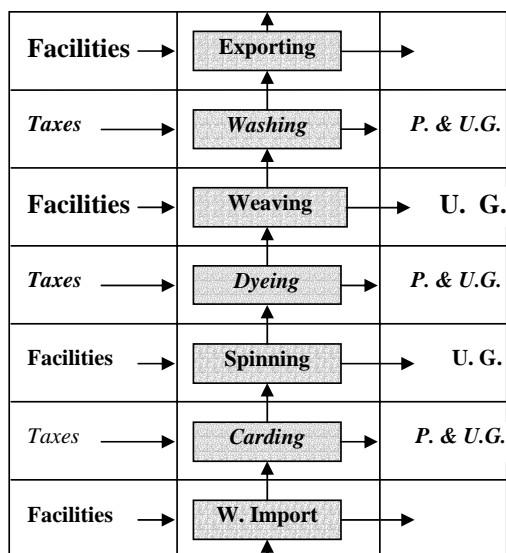 Facilities Exporting
Taxes Washing P. & U.G.
Facilities Weaving U. G.
Taxes Dyeing P. & U.G.
Facilities Spinning U. G.
Taxes Carding P. & U.G.
Facilities W. Import